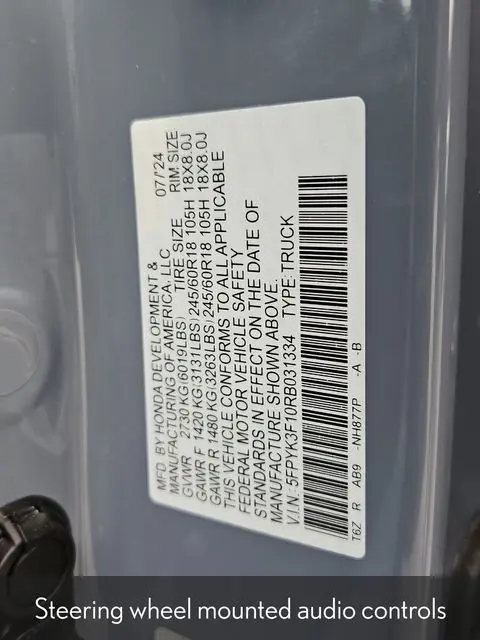 MFD. BY HONDA DEVELOPMENT &
MANUFACTURING OF AMERICA, LLC. 07/'24
GVWR 2730 KG(6019LBS) TIRE SIZE RIM SIZE
GAWR F 1420 KG(3131LBS) 245/60R18 105H 18X8.0J
GAWR R 1480 KG(3263LBS) 245/60R18 105H 18X8.0J
THIS VEHICLE CONFORMS TO ALL APPLICABLE
FEDERAL MOTOR VEHICLE SAFETY
STANDARDS IN EFFECT ON THE DATE OF
MANUFACTURE SHOWN ABOVE.
V.I.N.: 5FPYK3F10RB031334 TYPE:TRUCK
T6Z R AB9 -NH877P -A -B
Steering wheel mounted audio controls